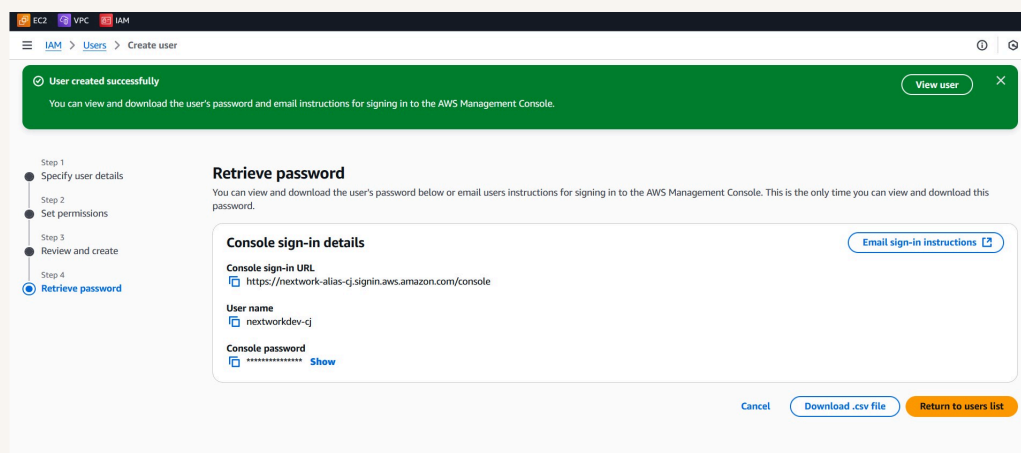 EC2 VPC IAM
IAM > Users > Create user
User created successfully
View user
You can view and download the user's password and email instructions for signing in to the AWS Management Console.
Step 1
Specify user details
Step 2
Set permissions
Step 3
Review and create
Step 4
Retrieve password
Retrieve password
You can view and download the user's password below or email users instructions for signing in to the AWS Management Console. This is the only time you can view and download this
password.
Console sign-in details
Email sign-in instructions
Console sign-in URL
https://nextwork-alias-cj.signin.aws.amazon.com/console
User name
nextworkdev-cj
Console password
*************** Show
Cancel Download .csv file Return to users list